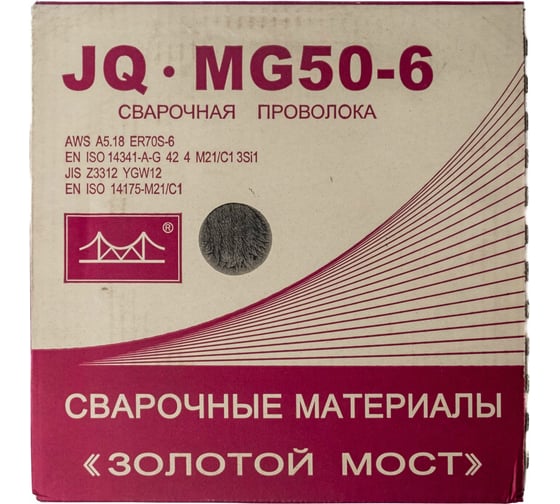 JQ · MG50-6
СВАРОЧНАЯ ПРОВОЛОКА
AWS A5.18 ER70S-6
EN ISO 14341-A-G 42 4 M21/C1 3Si1
JIS Z3312 YGW12
EN ISO 14175-M21/C1
®
СВАРОЧНЫЕ МАТЕРИАЛЫ
«ЗОЛОТОЙ МОСТ»